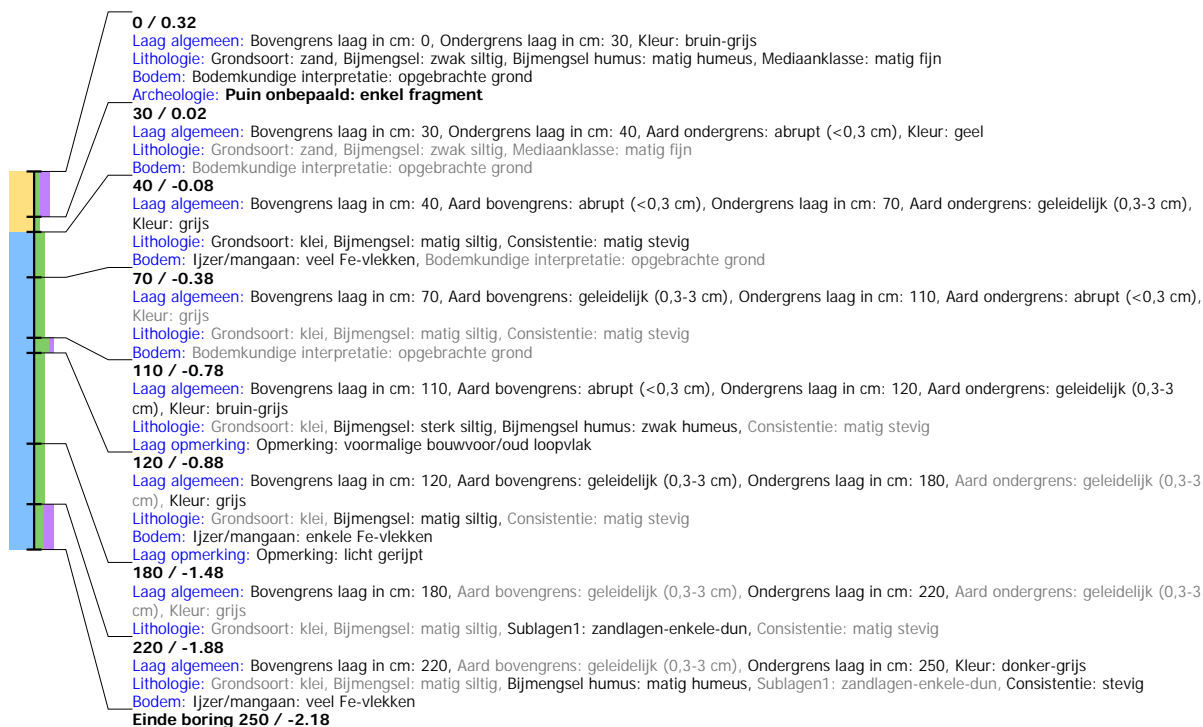 0 / 0.32
Laag algemeen: Bovengrens laag in cm: 0, Ondergrens laag in cm: 30, Kleur: bruin-grijs
Lithologie: Grondsoort: zand, Bijmengsel: zwak siltig, Bijmengsel humus: matig humeus, Mediaanklasse: matig fijn
Bodem: Bodemkundige interpretatie: opgebrachte grond
Archeologie: Puin onbepaald: enkel fragment
30 / 0.02
Laag algemeen: Bovengrens laag in cm: 30, Ondergrens laag in cm: 40, Aard ondergrens: abrupt (<0,3 cm), Kleur: geel
Lithologie: Grondsoort: zand, Bijmengsel: zwak siltig, Mediaanklasse: matig fijn
Bodem: Bodemkundige interpretatie: opgebrachte grond
40 / -0.08
Laag algemeen: Bovengrens laag in cm: 40, Aard bovengrens: abrupt (<0,3 cm), Ondergrens laag in cm: 70, Aard ondergrens: geleidelijk (0,3-3 cm),
Kleur: grijs
Lithologie: Grondsoort: klei, Bijmengsel: matig siltig, Consistentie: matig stevig
Bodem: Ijzer/mangaan: veel Fe-vlekken, Bodemkundige interpretatie: opgebrachte grond
70 / -0.38
Laag algemeen: Bovengrens laag in cm: 70, Aard bovengrens: geleidelijk (0,3-3 cm), Ondergrens laag in cm: 110, Aard ondergrens: abrupt (<0,3 cm),
Kleur: grijs
Lithologie: Grondsoort: klei, Bijmengsel: matig siltig, Consistentie: matig stevig
Bodem: Bodemkundige interpretatie: opgebrachte grond
110 / -0.78
Laag algemeen: Bovengrens laag in cm: 110, Aard bovengrens: abrupt (<0,3 cm), Ondergrens laag in cm: 120, Aard ondergrens: geleidelijk (0,3-3
cm), Kleur: bruin-grijs
Lithologie: Grondsoort: klei, Bijmengsel: sterk siltig, Bijmengsel humus: zwak humeus, Consistentie: matig stevig
Laag opmerking: Opmerking: voormalige bouwvoor/oud loopvlak
120 / -0.88
Laag algemeen: Bovengrens laag in cm: 120, Aard bovengrens: geleidelijk (0,3-3 cm), Ondergrens laag in cm: 180, Aard ondergrens: geleidelijk (0,3-3
cm), Kleur: grijs
Lithologie: Grondsoort: klei, Bijmengsel: matig siltig, Consistentie: matig stevig
Bodem: Ijzer/mangaan: enkele Fe-vlekken
Laag opmerking: Opmerking: licht gerijpt
180 / -1.48
Laag algemeen: Bovengrens laag in cm: 180, Aard bovengrens: geleidelijk (0,3-3 cm), Ondergrens laag in cm: 220, Aard ondergrens: geleidelijk (0,3-3
cm), Kleur: grijs
Lithologie: Grondsoort: klei, Bijmengsel: matig siltig, Sublagen1: zandlagen-enkele-dun, Consistentie: matig stevig
220 / -1.88
Laag algemeen: Bovengrens laag in cm: 220, Aard bovengrens: geleidelijk (0,3-3 cm), Ondergrens laag in cm: 250, Kleur: donker-grijs
Lithologie: Grondsoort: klei, Bijmengsel: matig siltig, Bijmengsel humus: matig humeus, Sublagen1: zandlagen-enkele-dun, Consistentie: stevig
Bodem: Ijzer/mangaan: veel Fe-vlekken
Einde boring 250 / -2.18